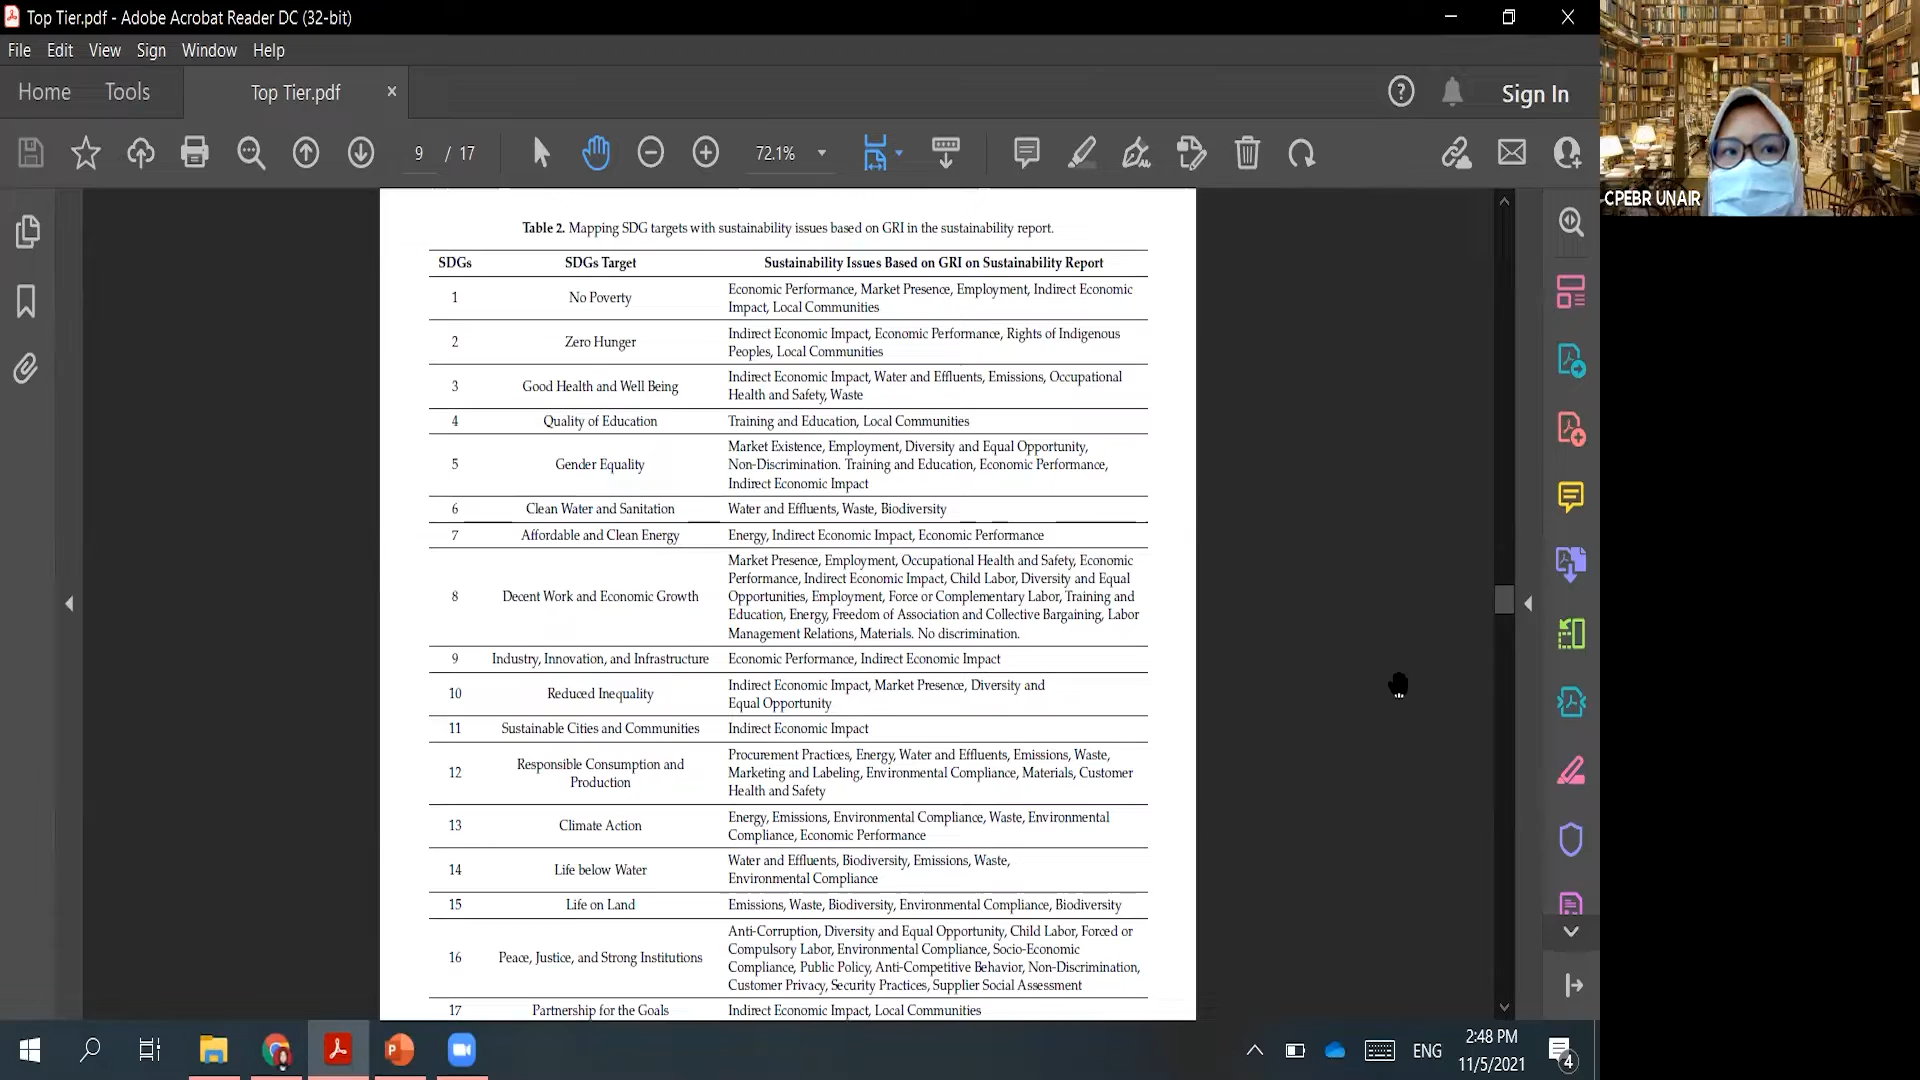 Top Tier.pdf - Adobe Acrobat Reader DC (32-bit)
File Edit View Sign Window Help
Home Tools Top Tier.pdf × Sign In
9 / 17 72.1%
CPEBR UNAIR
Table 2. Mapping SDG targets with sustainability issues based on GRI in the sustainability report.
SDGs SDGs Target Sustainability Issues Based on GRI on Sustainability Report
1 No Poverty Economic Performance, Market Presence, Employment, Indirect Economic
Impact, Local Communities
2 Zero Hunger Indirect Economic Impact, Economic Performance, Rights of Indigenous
Peoples, Local Communities
3 Good Health and Well Being Indirect Economic Impact, Water and Effluents, Emissions, Occupational
Health and Safety, Waste
4 Quality of Education Training and Education, Local Communities
5 Gender Equality Market Existence, Employment, Diversity and Equal Opportunity,
Non-Discrimination. Training and Education, Economic Performance,
Indirect Economic Impact
6 Clean Water and Sanitation Water and Effluents, Waste, Biodiversity
7 Affordable and Clean Energy Energy, Indirect Economic Impact, Economic Performance
8 Decent Work and Economic Growth Market Presence, Employment, Occupational Health and Safety, Economic
Performance, Indirect Economic Impact, Child Labor, Diversity and Equal
Opportunities, Employment, Force or Complementary Labor, Training and
Education, Energy, Freedom of Association and Collective Bargaining, Labor
Management Relations, Materials. No discrimination.
9 Industry, Innovation, and Infrastructure Economic Performance, Indirect Economic Impact
10 Reduced Inequality Indirect Economic Impact, Market Presence, Diversity and
Equal Opportunity
11 Sustainable Cities and Communities Indirect Economic Impact
12 Responsible Consumption and
Production Procurement Practices, Energy, Water and Effluents, Emissions, Waste,
Marketing and Labeling, Environmental Compliance, Materials, Customer
Health and Safety
13 Climate Action Energy, Emissions, Environmental Compliance, Waste, Environmental
Compliance, Economic Performance
14 Life below Water Water and Effluents, Biodiversity, Emissions, Waste,
Environmental Compliance
15 Life on Land Emissions, Waste, Biodiversity, Environmental Compliance, Biodiversity
16 Peace, Justice, and Strong Institutions Anti-Corruption, Diversity and Equal Opportunity, Child Labor, Forced or
Compulsory Labor, Environmental Compliance, Socio-Economic
Compliance, Public Policy, Anti-Competitive Behavior, Non-Discrimination,
Customer Privacy, Security Practices, Supplier Social Assessment
17 Partnership for the Goals Indirect Economic Impact, Local Communities
ENG
2:48 PM
11/5/2021
4